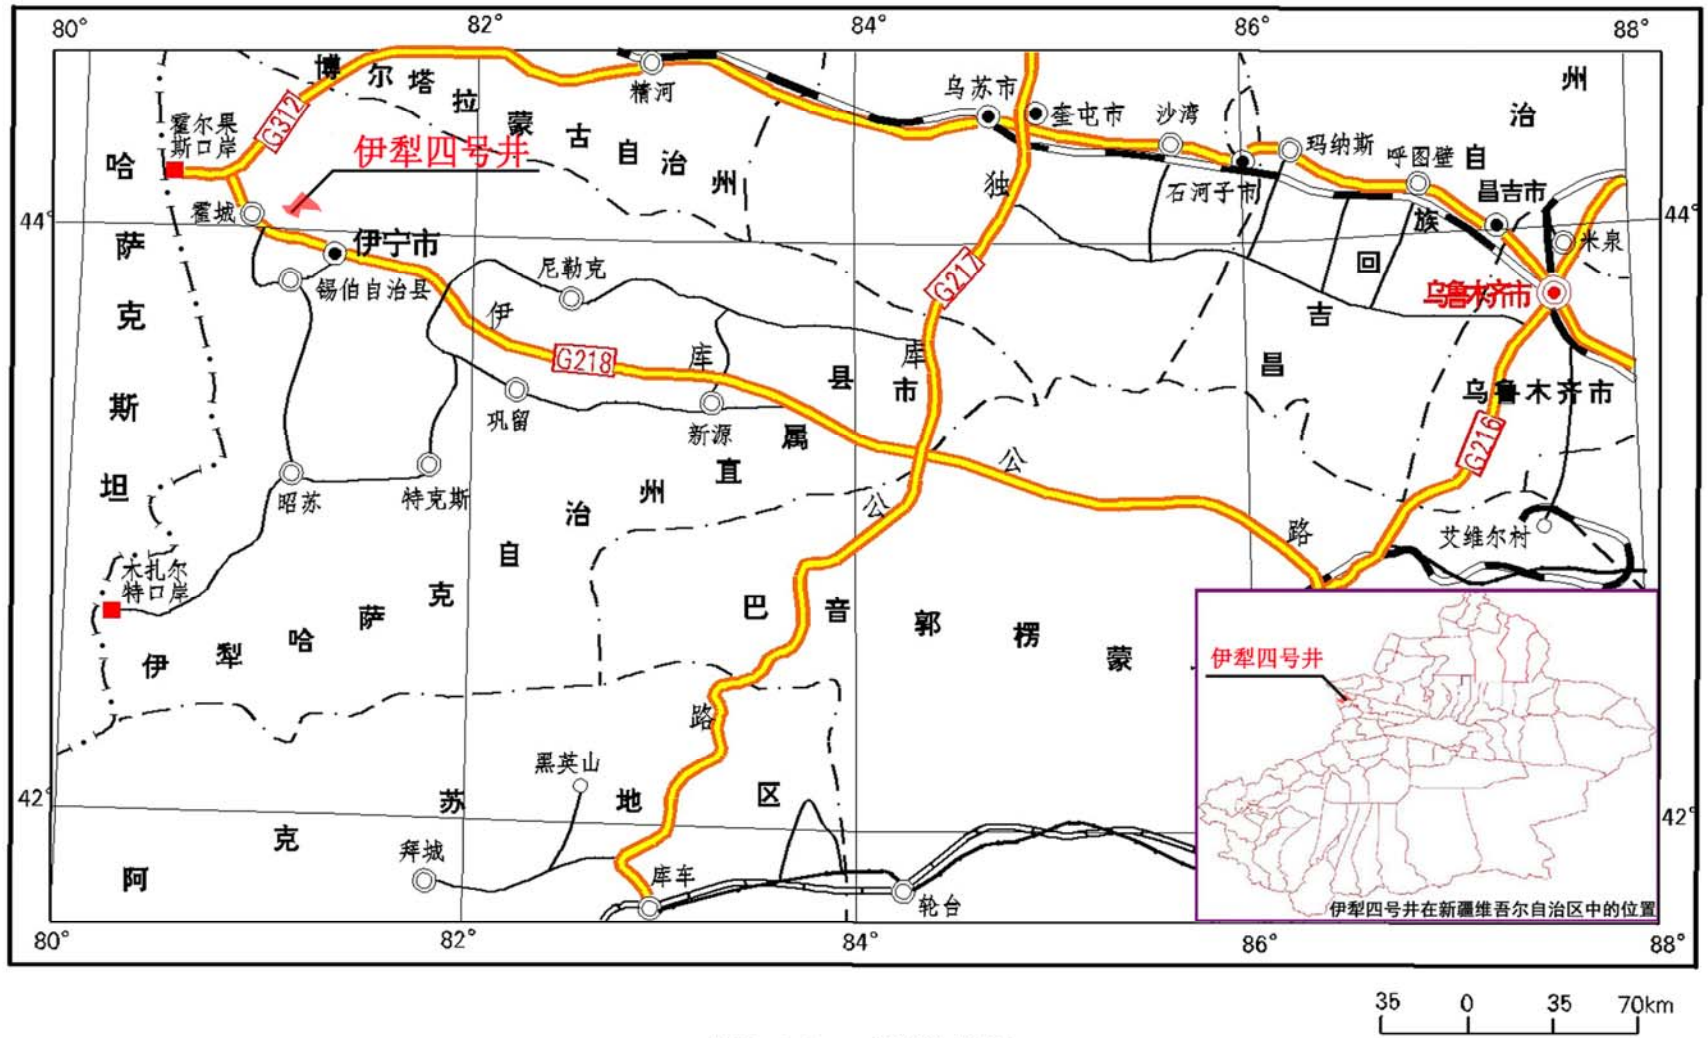 80°
82°
84°
86°
88°
博尔塔拉蒙古自治州
精河
乌苏市
奎屯市
沙湾
玛纳斯
呼图壁
石河子市
昌吉市
米泉
乌鲁木齐市
乌鲁木齐市
昌吉回族自治州
霍尔果
斯口岸
G312
伊犁四号井
霍城
伊宁市
44°
44°
锡伯自治县
尼勒克
G217
G218
G216
独库公路
伊库公路
巩留
新源
昭苏
特克斯
哈萨克斯坦
木扎尔
特口岸
伊犁哈萨克自治州直属县市
艾维尔村
巴音郭楞蒙
伊犁四号井
伊犁四号井在新疆维吾尔自治区中的位置
黑英山
拜城
库车
轮台
阿克苏地区
42°
42°
80°
82°
84°
86°
88°
35 0 35 70km